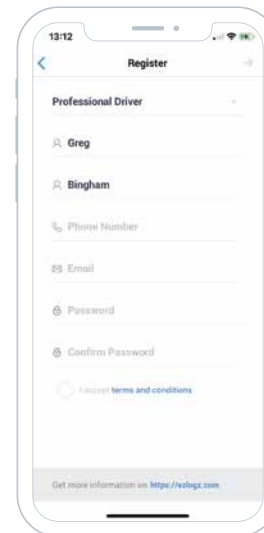 13:12
Register
Professional Driver
Greg
Bingham
Phone Number
Email
Password
Confirm Password
I accept terms and conditions
Get more information on https://ezlogz.com